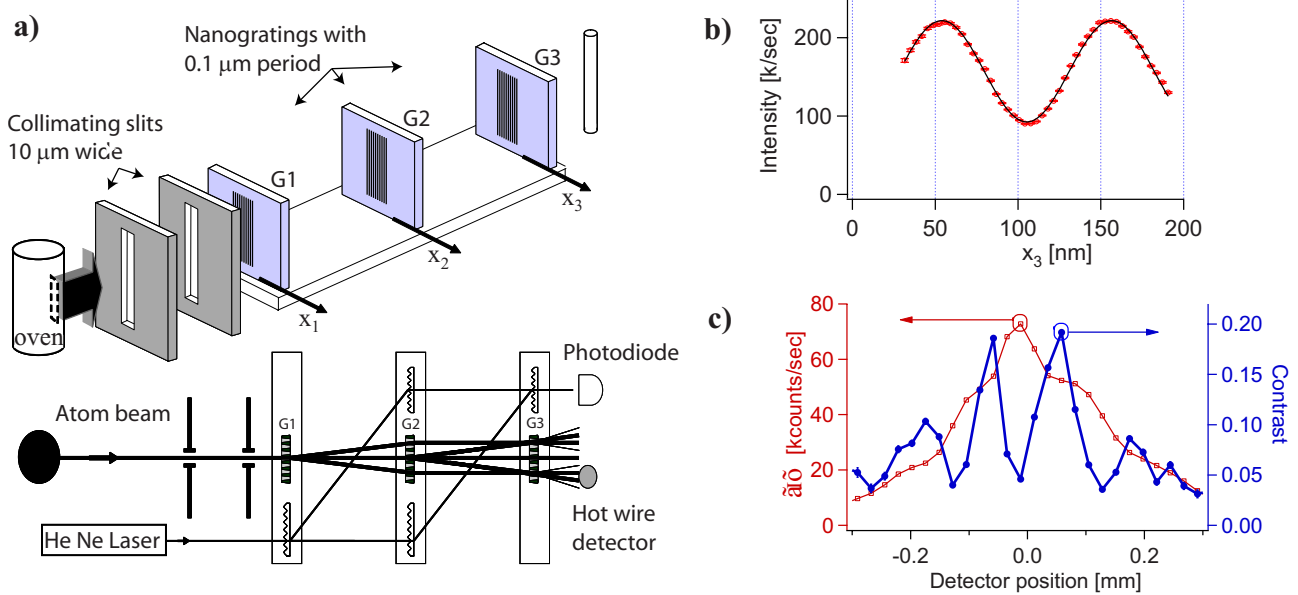 a)
Nanogratings with
0.1 μm period
Collimating slits
10 μm wide
G1
G2
G3
x1
x2
x3
oven
Atom beam
G1
G2
G3
Photodiode
He Ne Laser
Hot wire
detector
b)
Intensity [k/sec]
200
100
0
0
50
100
150
200
x3 [nm]
c)
80
60
40
20
0
ãıõ [kcounts/sec]
0.20
0.15
0.10
0.05
0.00
Contrast
-0.2
0.0
0.2
Detector position [mm]